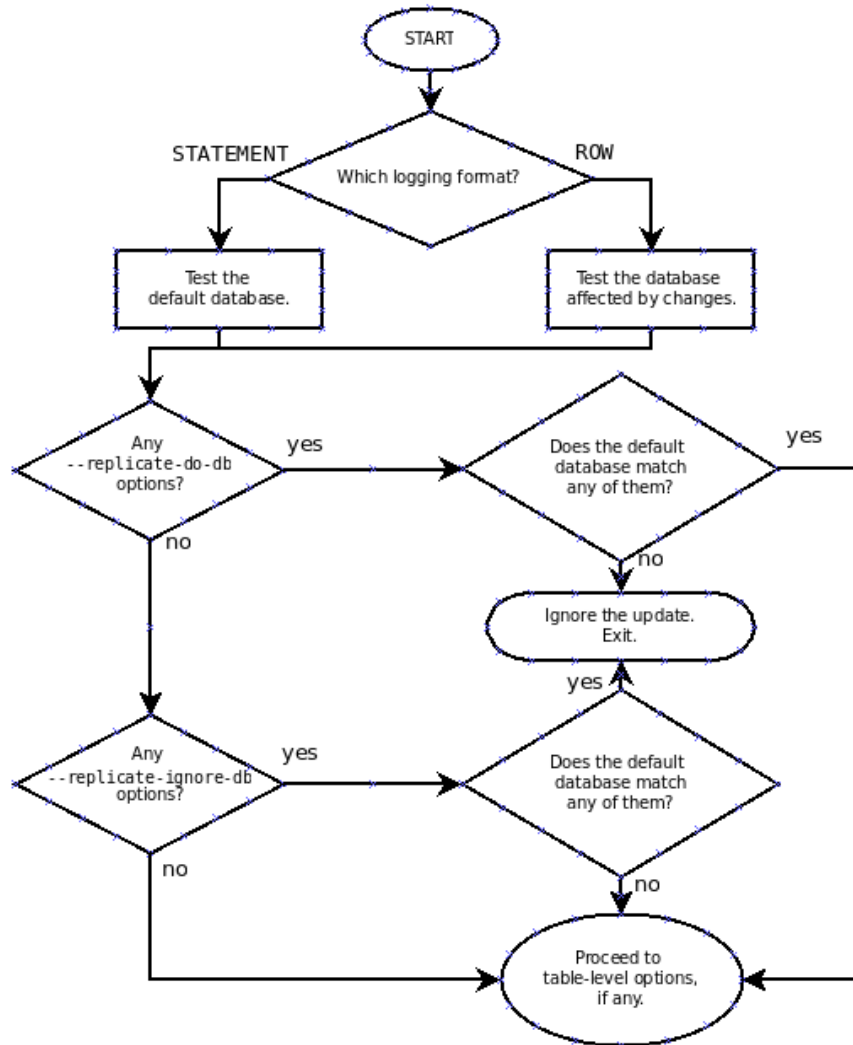 START
Which logging format?
STATEMENT
ROW
Test the
default database.
Test the database
affected by changes.
Any
--replicate-do-db
options?
yes
no
Does the default
database match
any of them?
yes
no
Ignore the update.
Exit.
Any
--replicate-ignore-db
options?
yes
no
Does the default
database match
any of them?
yes
no
Proceed to
table-level options,
if any.